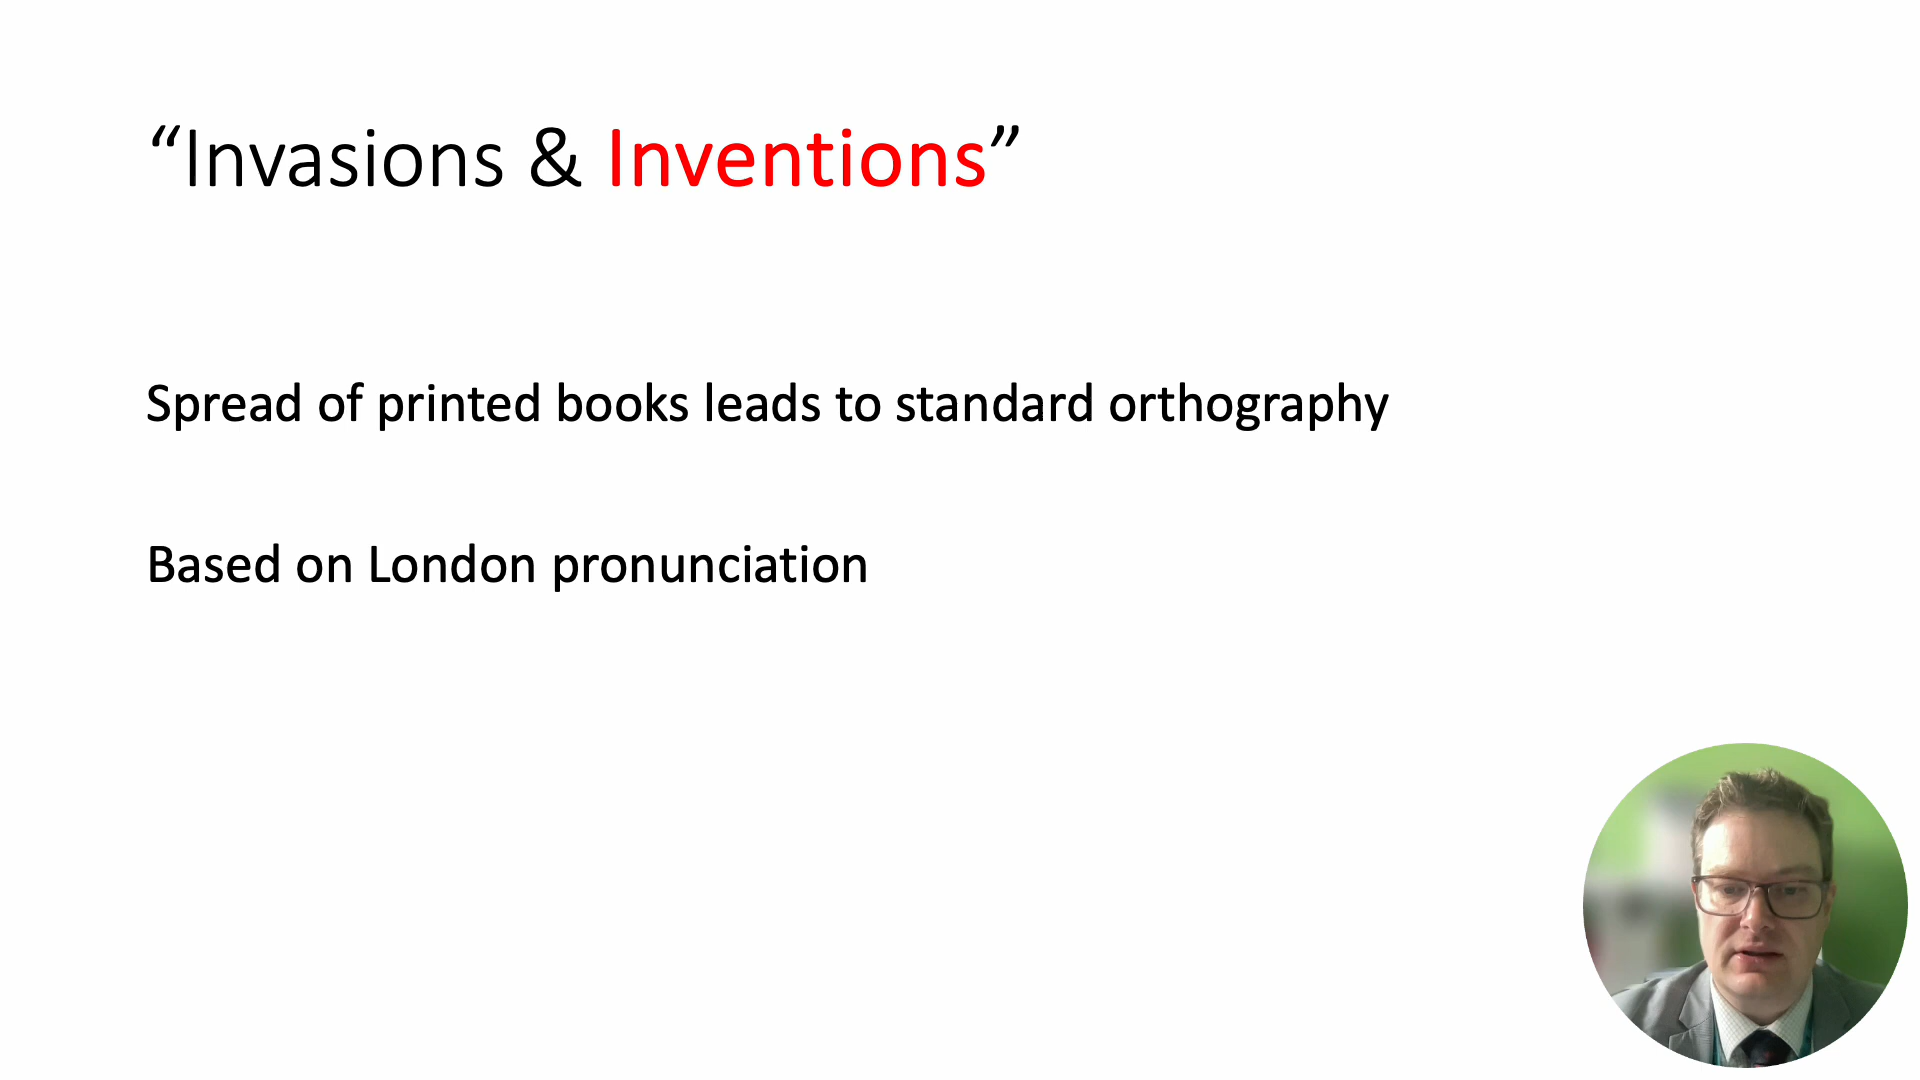 “Invasions & Inventions”
Spread of printed books leads to standard orthography
Based on London pronunciation